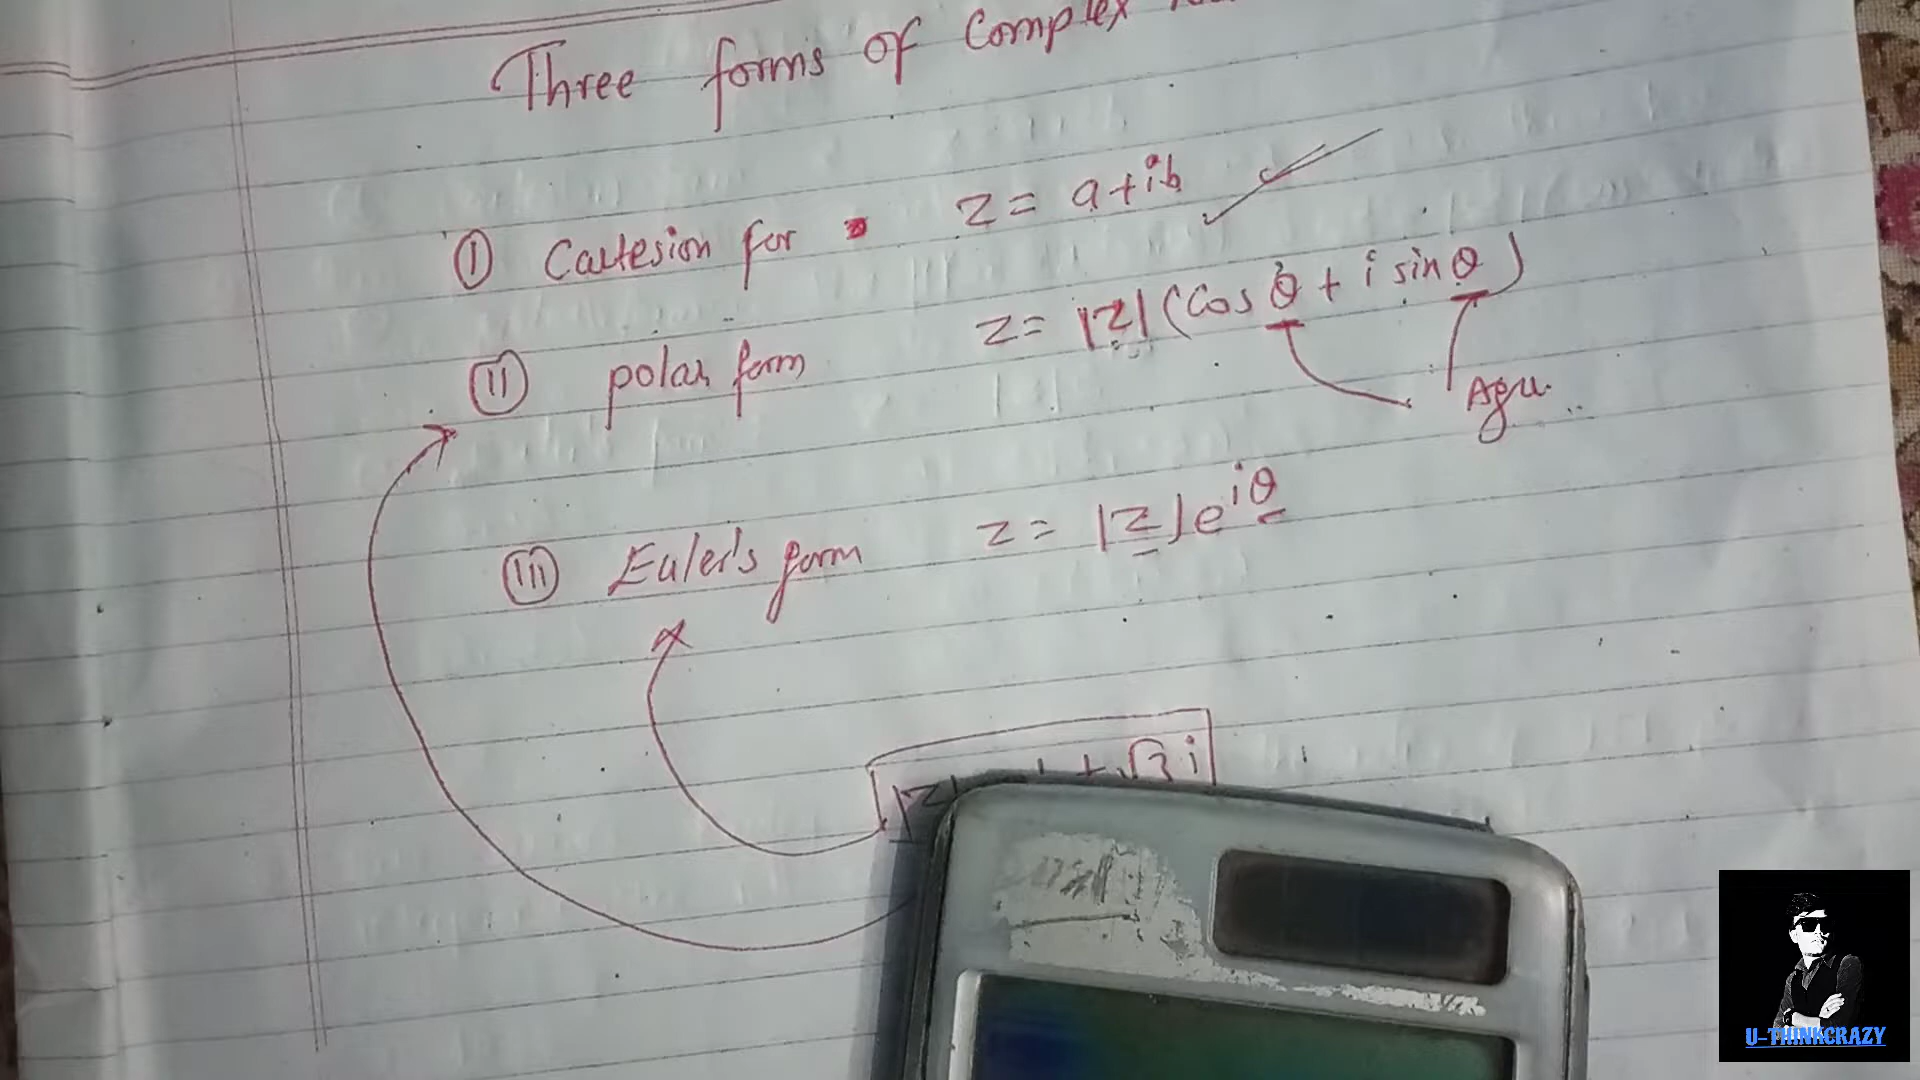 Three forms of Complex
I Cartesion for z = a+ib
II polar form z = |z| (Cos θ + i sin θ)
Agu.
III Euler's form z = |z| e^iθ
|z| + √3 i
U-THINKCRAZY